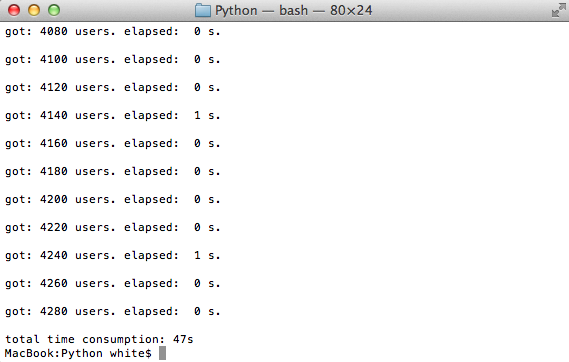 Python — bash — 80×24
got: 4080 users. elapsed:  0 s.
got: 4100 users. elapsed:  0 s.
got: 4120 users. elapsed:  0 s.
got: 4140 users. elapsed:  1 s.
got: 4160 users. elapsed:  0 s.
got: 4180 users. elapsed:  0 s.
got: 4200 users. elapsed:  0 s.
got: 4220 users. elapsed:  0 s.
got: 4240 users. elapsed:  1 s.
got: 4260 users. elapsed:  0 s.
got: 4280 users. elapsed:  0 s.
total time consumption: 47s
MacBook:Python white$